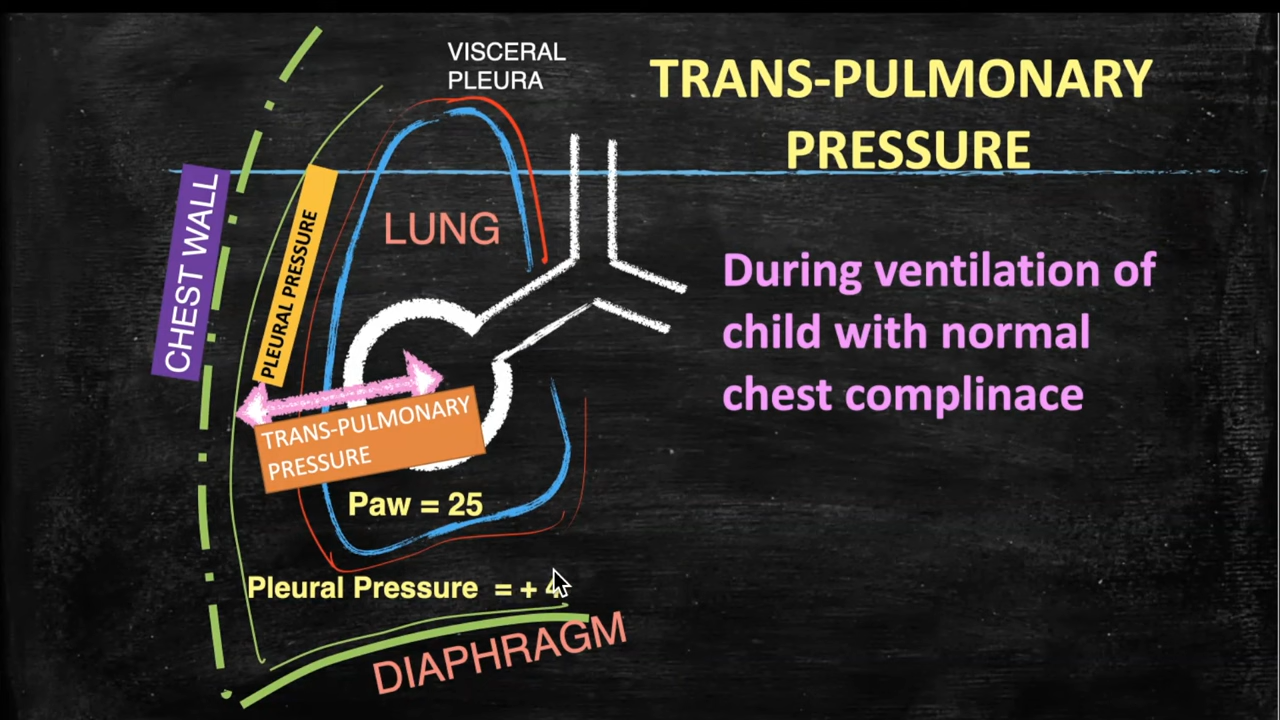 VISCERAL
PLEURA
TRANS-PULMONARY
PRESSURE
CHEST WALL
PLEURAL PRESSURE
LUNG
During ventilation of
child with normal
chest complinace
TRANS-PULMONARY
PRESSURE
Paw = 25
Pleural Pressure = +
DIAPHRAGM